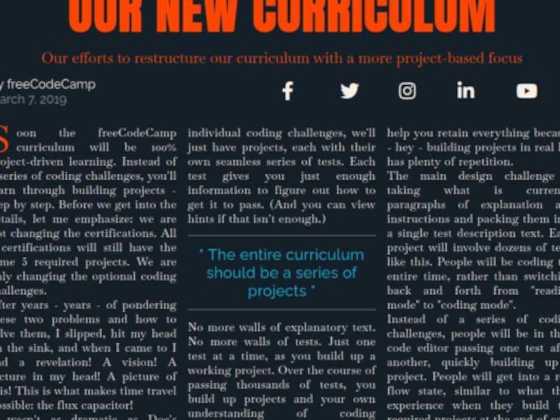 OUR NEW CURRICULUM
Our efforts to restructure our curriculum with a more project-based focus
y freeCodeCamp
arch 7, 2019
Soon the freeCodeCamp
curriculum will be 100%
oject-driven learning. Instead of
series of coding challenges, you'll
arn through building projects -
ep by step. Before we get into the
tails, let me emphasize: we are
t changing the certifications. All
certifications will still have the
me 5 required projects. We are
ly changing the optional coding
allenges.
fter years - years - of pondering
ese two problems and how to
lve them, I slipped, hit my head
n the sink, and when I came to I
ad a revelation! A vision! A
cture in my head! A picture of
is! This is what makes time travel
ossible: the flux capacitor!
wasn't as dramatic as Doc's
individual coding challenges, we'll
just have projects, each with their
own seamless series of tests. Each
test gives you just enough
information to figure out how to
get it to pass. (And you can view
hints if that isn't enough.)
" The entire curriculum
should be a series of
projects "
No more walls of explanatory text.
No more walls of tests. Just one
test at a time, as you build up a
working project. Over the course of
passing thousands of tests, you
build up projects and your own
understanding of coding
help you retain everything becau
- hey - building projects in real l
has plenty of repetition.
The main design challenge
taking what is curren
paragraphs of explanation a
instructions and packing them in
a single test description text. Ea
project will involve dozens of tes
like this. People will be coding t
entire time, rather than switchi
back and forth from "readi
mode" to "coding mode".
Instead of a series of codi
challenges, people will be in th
code editor passing one test aft
another, quickly building up
project. People will get into a r
flow state, similar to what t
experience when they build t